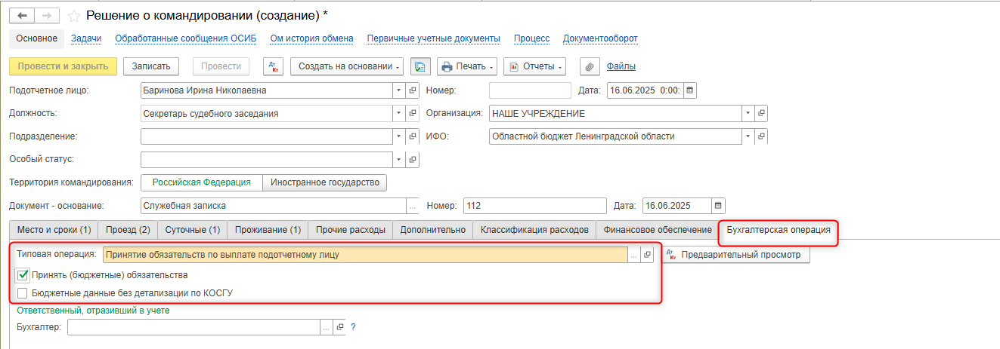 Решение о командировании (создание) *
Основное Задачи Обработанные сообщения ОСИБ Ом история обмена Первичные учетные документы Процесс Документооборот
Провести и закрыть Записать Провести Дт Кт Создать на основании Печать Отчеты Файлы
Подотчетное лицо: Баринова Ирина Николаевна Номер: Дата: 16.06.2025 0:00:
Должность: Секретарь судебного заседания Организация: НАШЕ УЧРЕЖДЕНИЕ
Подразделение: ИФО: Областной бюджет Ленинградской области
Особый статус:
Территория командирования: Российская Федерация Иностранное государство
Документ - основание: Служебная записка ... Номер: 112 Дата: 16.06.2025
Место и сроки (1) Проезд (2) Суточные (1) Проживание (1) Прочие расходы Дополнительно Классификация расходов Финансовое обеспечение Бухгалтерская операция
Типовая операция: Принятие обязательств по выплате подотчетному лицу ... Дт Кт Предварительный просмотр
Принять (бюджетные) обязательства
Бюджетные данные без детализации по КОСГУ
Ответственный, отразивший в учете
Бухгалтер: ... ?